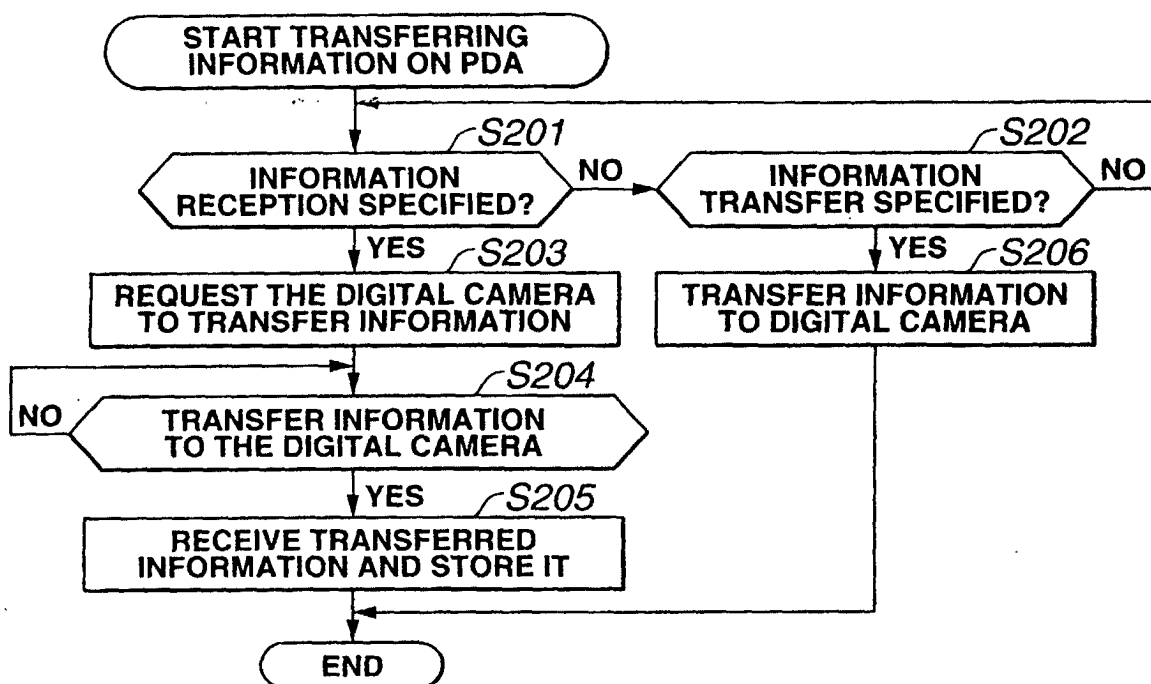 START TRANSFERRING
INFORMATION ON PDA
S201
S202
INFORMATION
RECEPTION SPECIFIED?
NO
INFORMATION
TRANSFER SPECIFIED?
NO
YES
S203
YES
S206
REQUEST THE DIGITAL CAMERA
TO TRANSFER INFORMATION
TRANSFER INFORMATION
TO DIGITAL CAMERA
S204
NO
TRANSFER INFORMATION
TO THE DIGITAL CAMERA
YES
S205
RECEIVE TRANSFERRED
INFORMATION AND STORE IT
END